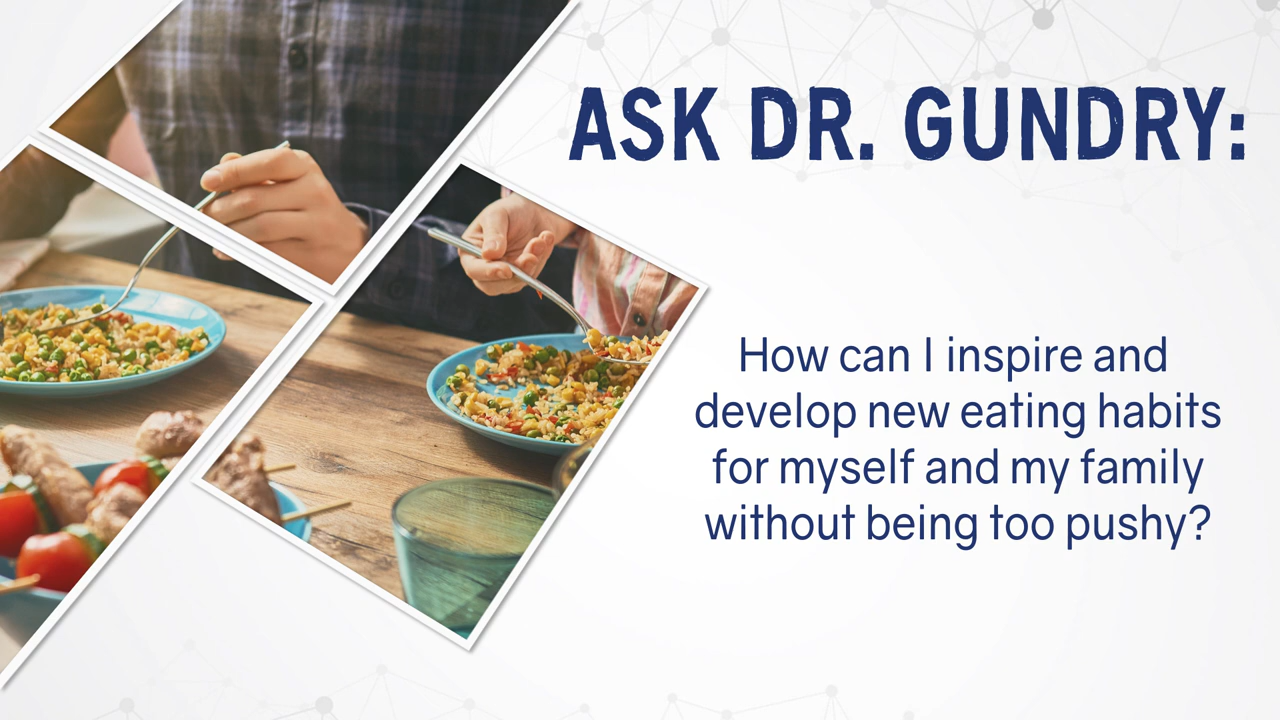 ASK DR. GUNDRY:
How can I inspire and
develop new eating habits
for myself and my family
without being too pushy?